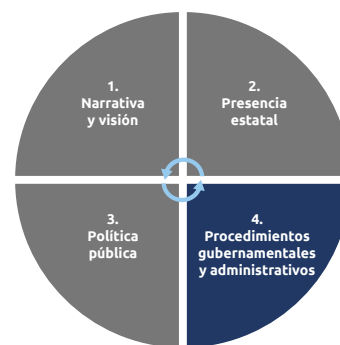 1.
Narrativa
y visión
2.
Presencia
estatal
3.
Política
pública
4.
Procedimientos
gubernamentales
y administrativos